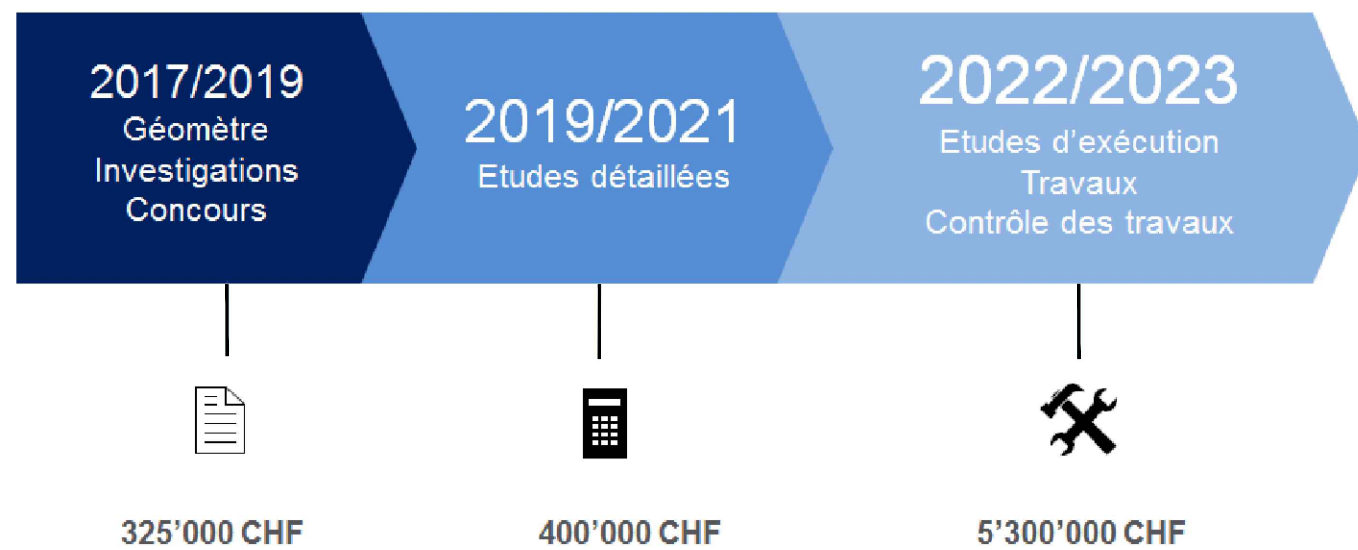 2017/2019
Géomètre
Investigations
Concours
2019/2021
Etudes détaillées
2022/2023
Etudes d'exécution
Travaux
Contrôle des travaux
325'000 CHF
400'000 CHF
5'300'000 CHF